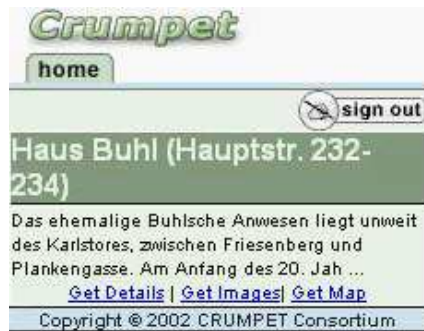 Crumpet
home
sign out
Haus Buhl (Hauptstr. 232-
234)
Das ehemalige Buhlsche Anwesen liegt unweit
des Karlstores, zwischen Friesenberg und
Plankengasse. Am Anfang des 20. Jah ...
Get Details | Get Images| Get Map
Copyright © 2002 CRUMPET Consortium